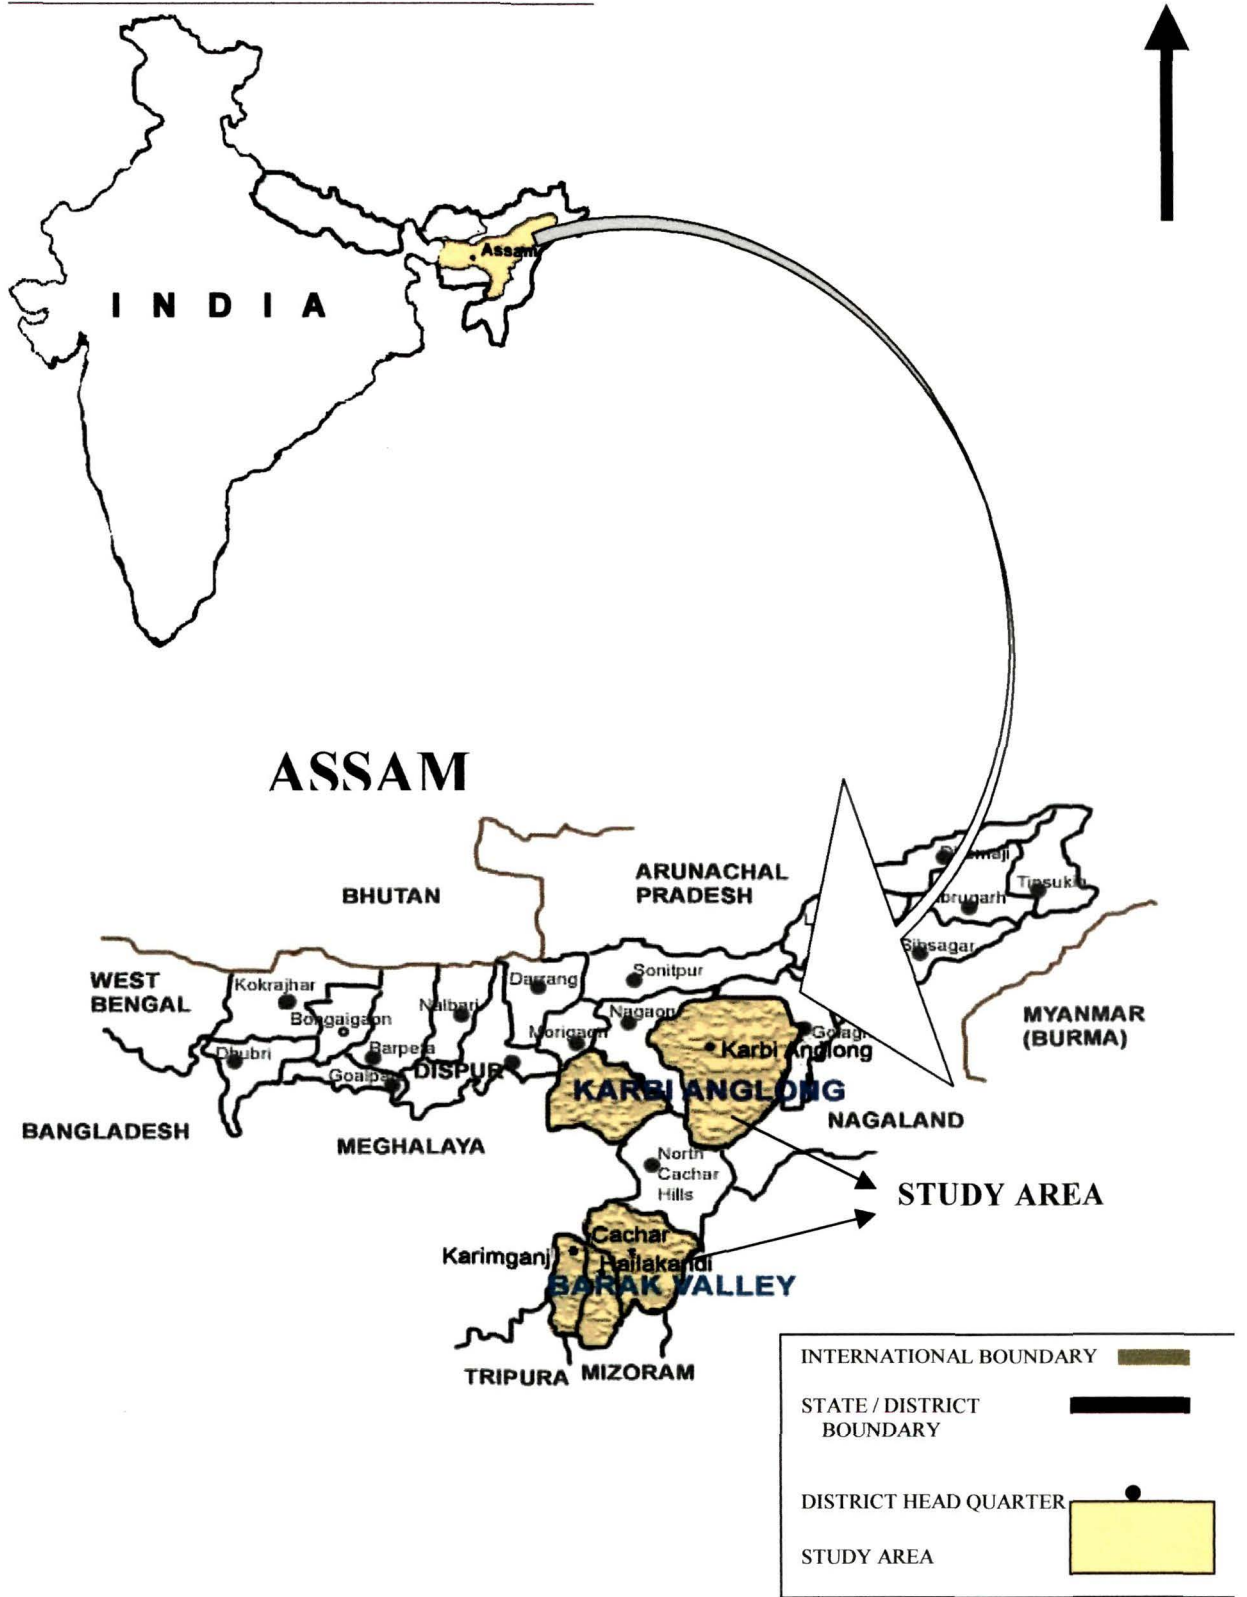 Assam
I N D I A
ASSAM
ARUNACHAL
PRADESH
BHUTAN
Tinsukia
Sibsagar
WEST
BENGAL
Kokrajhar
Darrang
Sonitpur
Nalbari
Bongaigaon
Nagaon
Morigaon
MYANMAR
(BURMA)
Dhubri
Barpeta
Goalpa
DISPUR
Karbi Anglong
KARBI ANGLONG
BANGLADESH
MEGHALAYA
NAGALAND
North
Cachar
Hills
STUDY AREA
Cachar
Karimganj
Hailakandi
BARAK VALLEY
TRIPURA
MIZORAM
INTERNATIONAL BOUNDARY
STATE / DISTRICT
BOUNDARY
DISTRICT HEAD QUARTER
STUDY AREA